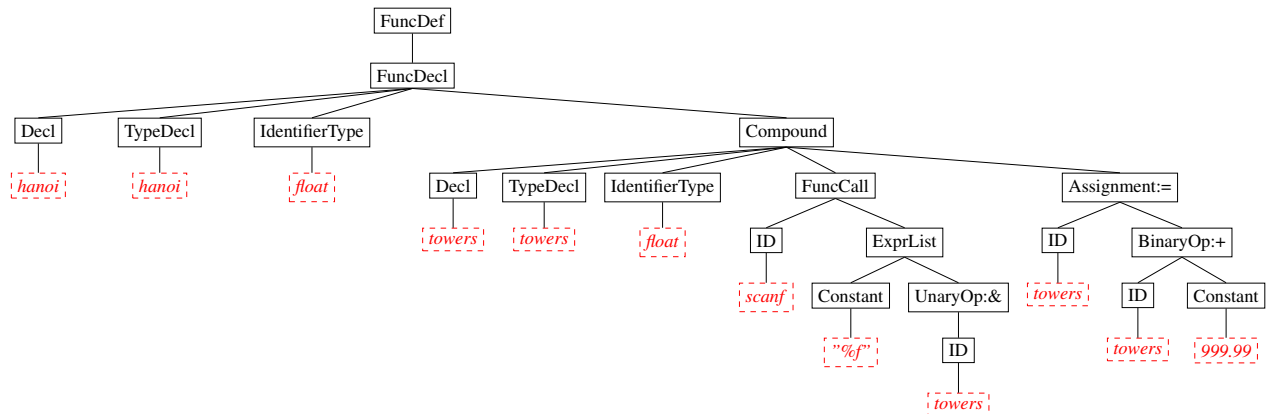 FuncDef
FuncDecl
Decl TypeDecl IdentifierType Compound
hanoi hanoi float Decl TypeDecl IdentifierType FuncCall Assignment:=
towers towers float ID ExprList ID BinaryOp:+
scanf Constant UnaryOp:& towers ID Constant
"%f" ID towers 999.99
towers